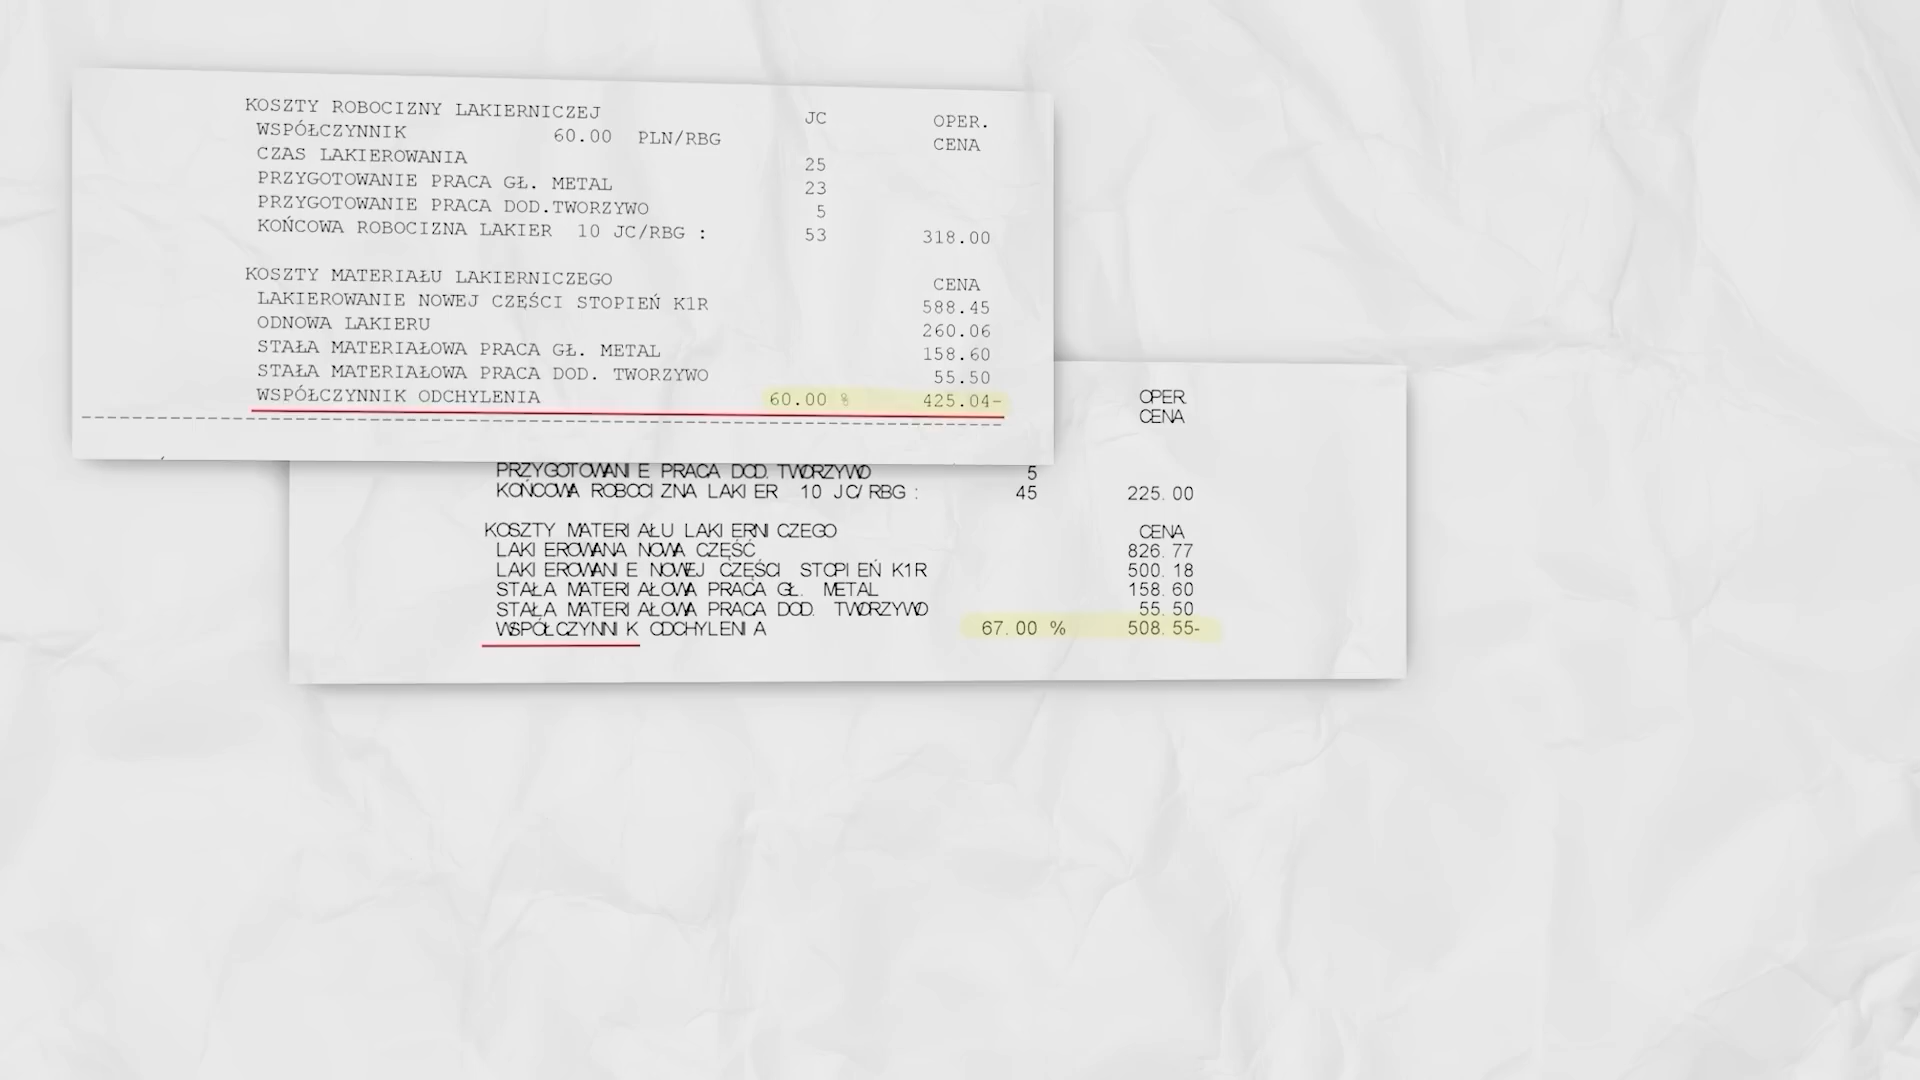 KOSZTY ROBOCIZNY LAKIERNICZEJ JC OPER.
WSPÓŁCZYNNIK 60.00 PLN/RBG CENA
CZAS LAKIEROWANIA 25
PRZYGOTOWANIE PRACA GŁ. METAL 23
PRZYGOTOWANIE PRACA DOD.TWORZYWO 5
KOŃCOWA ROBOCIZNA LAKIER 10 JC/RBG : 53 318.00
KOSZTY MATERIAŁU LAKIERNICZEGO CENA
LAKIEROWANIE NOWEJ CZĘŚCI STOPIEŃ K1R 588.45
ODNOWA LAKIERU 260.06
STAŁA MATERIAŁOWA PRACA GŁ. METAL 158.60
STAŁA MATERIAŁOWA PRACA DOD. TWORZYWO 55.50
WSPÓŁCZYNNIK ODCHYLENIA 60.00 % 425.04-
OPER.
CENA
PRZYGOTOWANIE PRACA DOD. TWORZYWO 5
KOŃCOWA ROBOCIZNA LAKIER 10 JC/RBG : 45 225.00
KOSZTY MATERIAŁU LAKIERNICZEGO CENA
LAKIEROWANA NOWA CZĘŚĆ 826.77
LAKIEROWANIE NOWEJ CZĘŚCI STOPIEŃ K1R 500.18
STAŁA MATERIAŁOWA PRACA GŁ. METAL 158.60
STAŁA MATERIAŁOWA PRACA DOD. TWORZYWO 55.50
WSPÓŁCZYNNIK ODCHYLENIA 67.00 % 508.55-